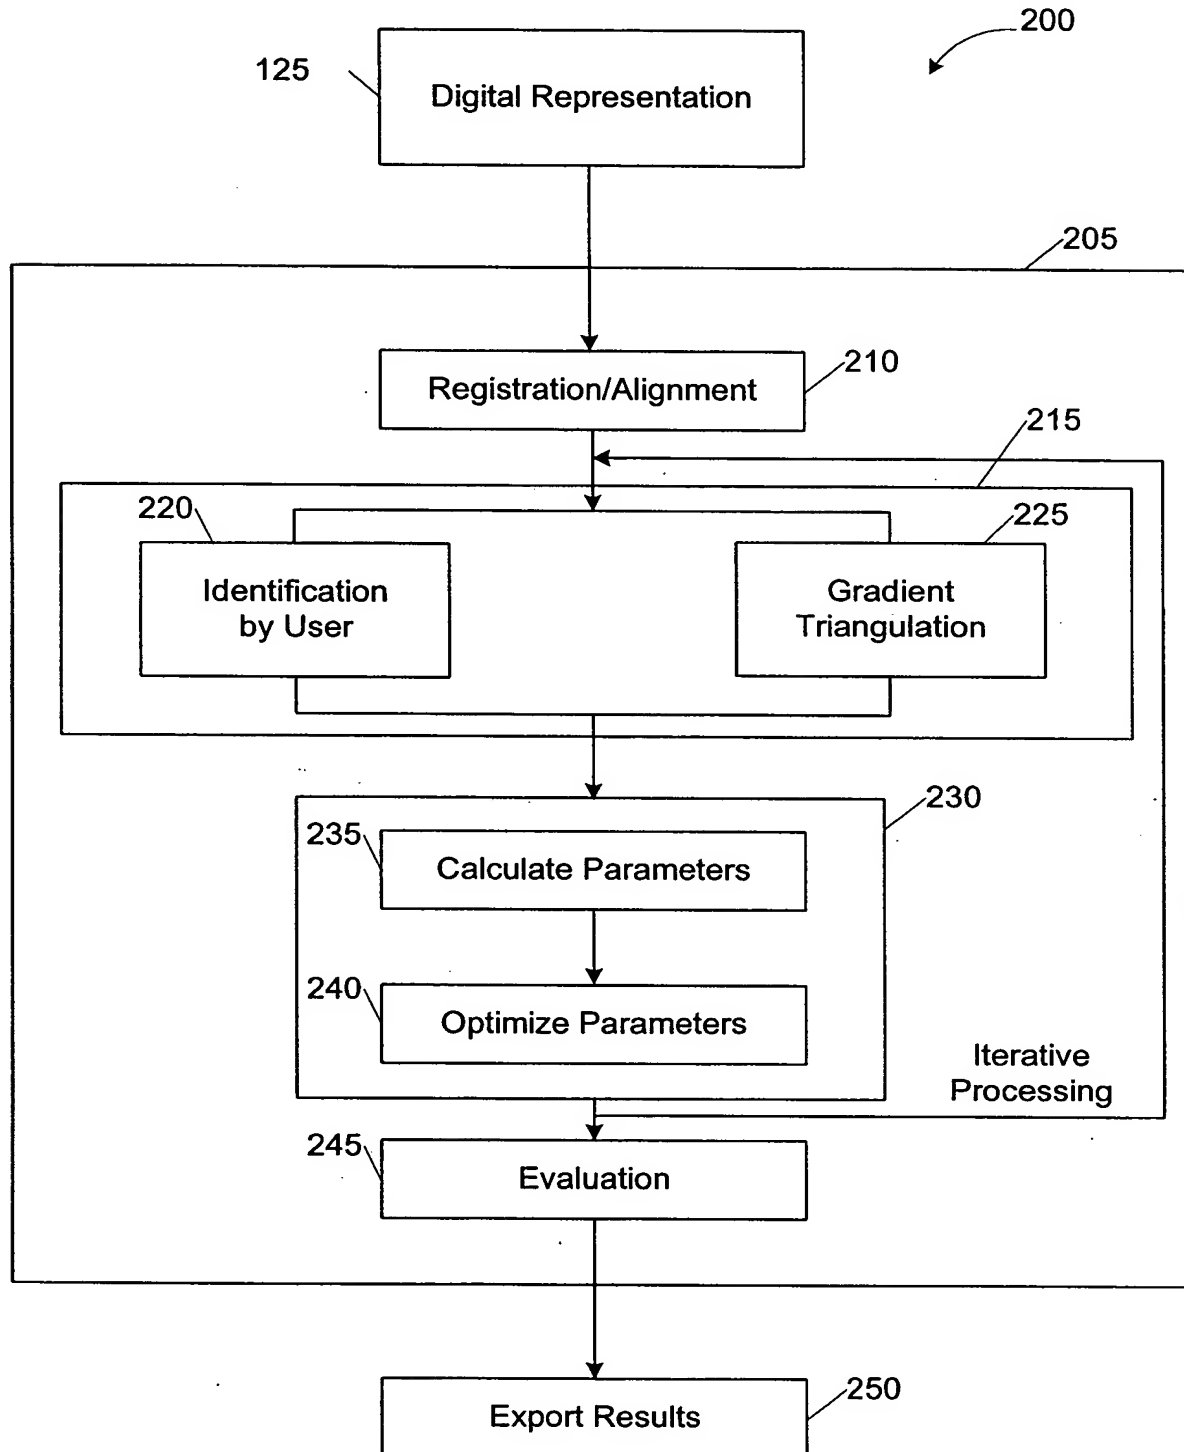 200
125
Digital Representation
205
210
Registration/Alignment
215
220
225
Identification
by User
Gradient
Triangulation
230
235
Calculate Parameters
240
Optimize Parameters
Iterative
Processing
245
Evaluation
250
Export Results